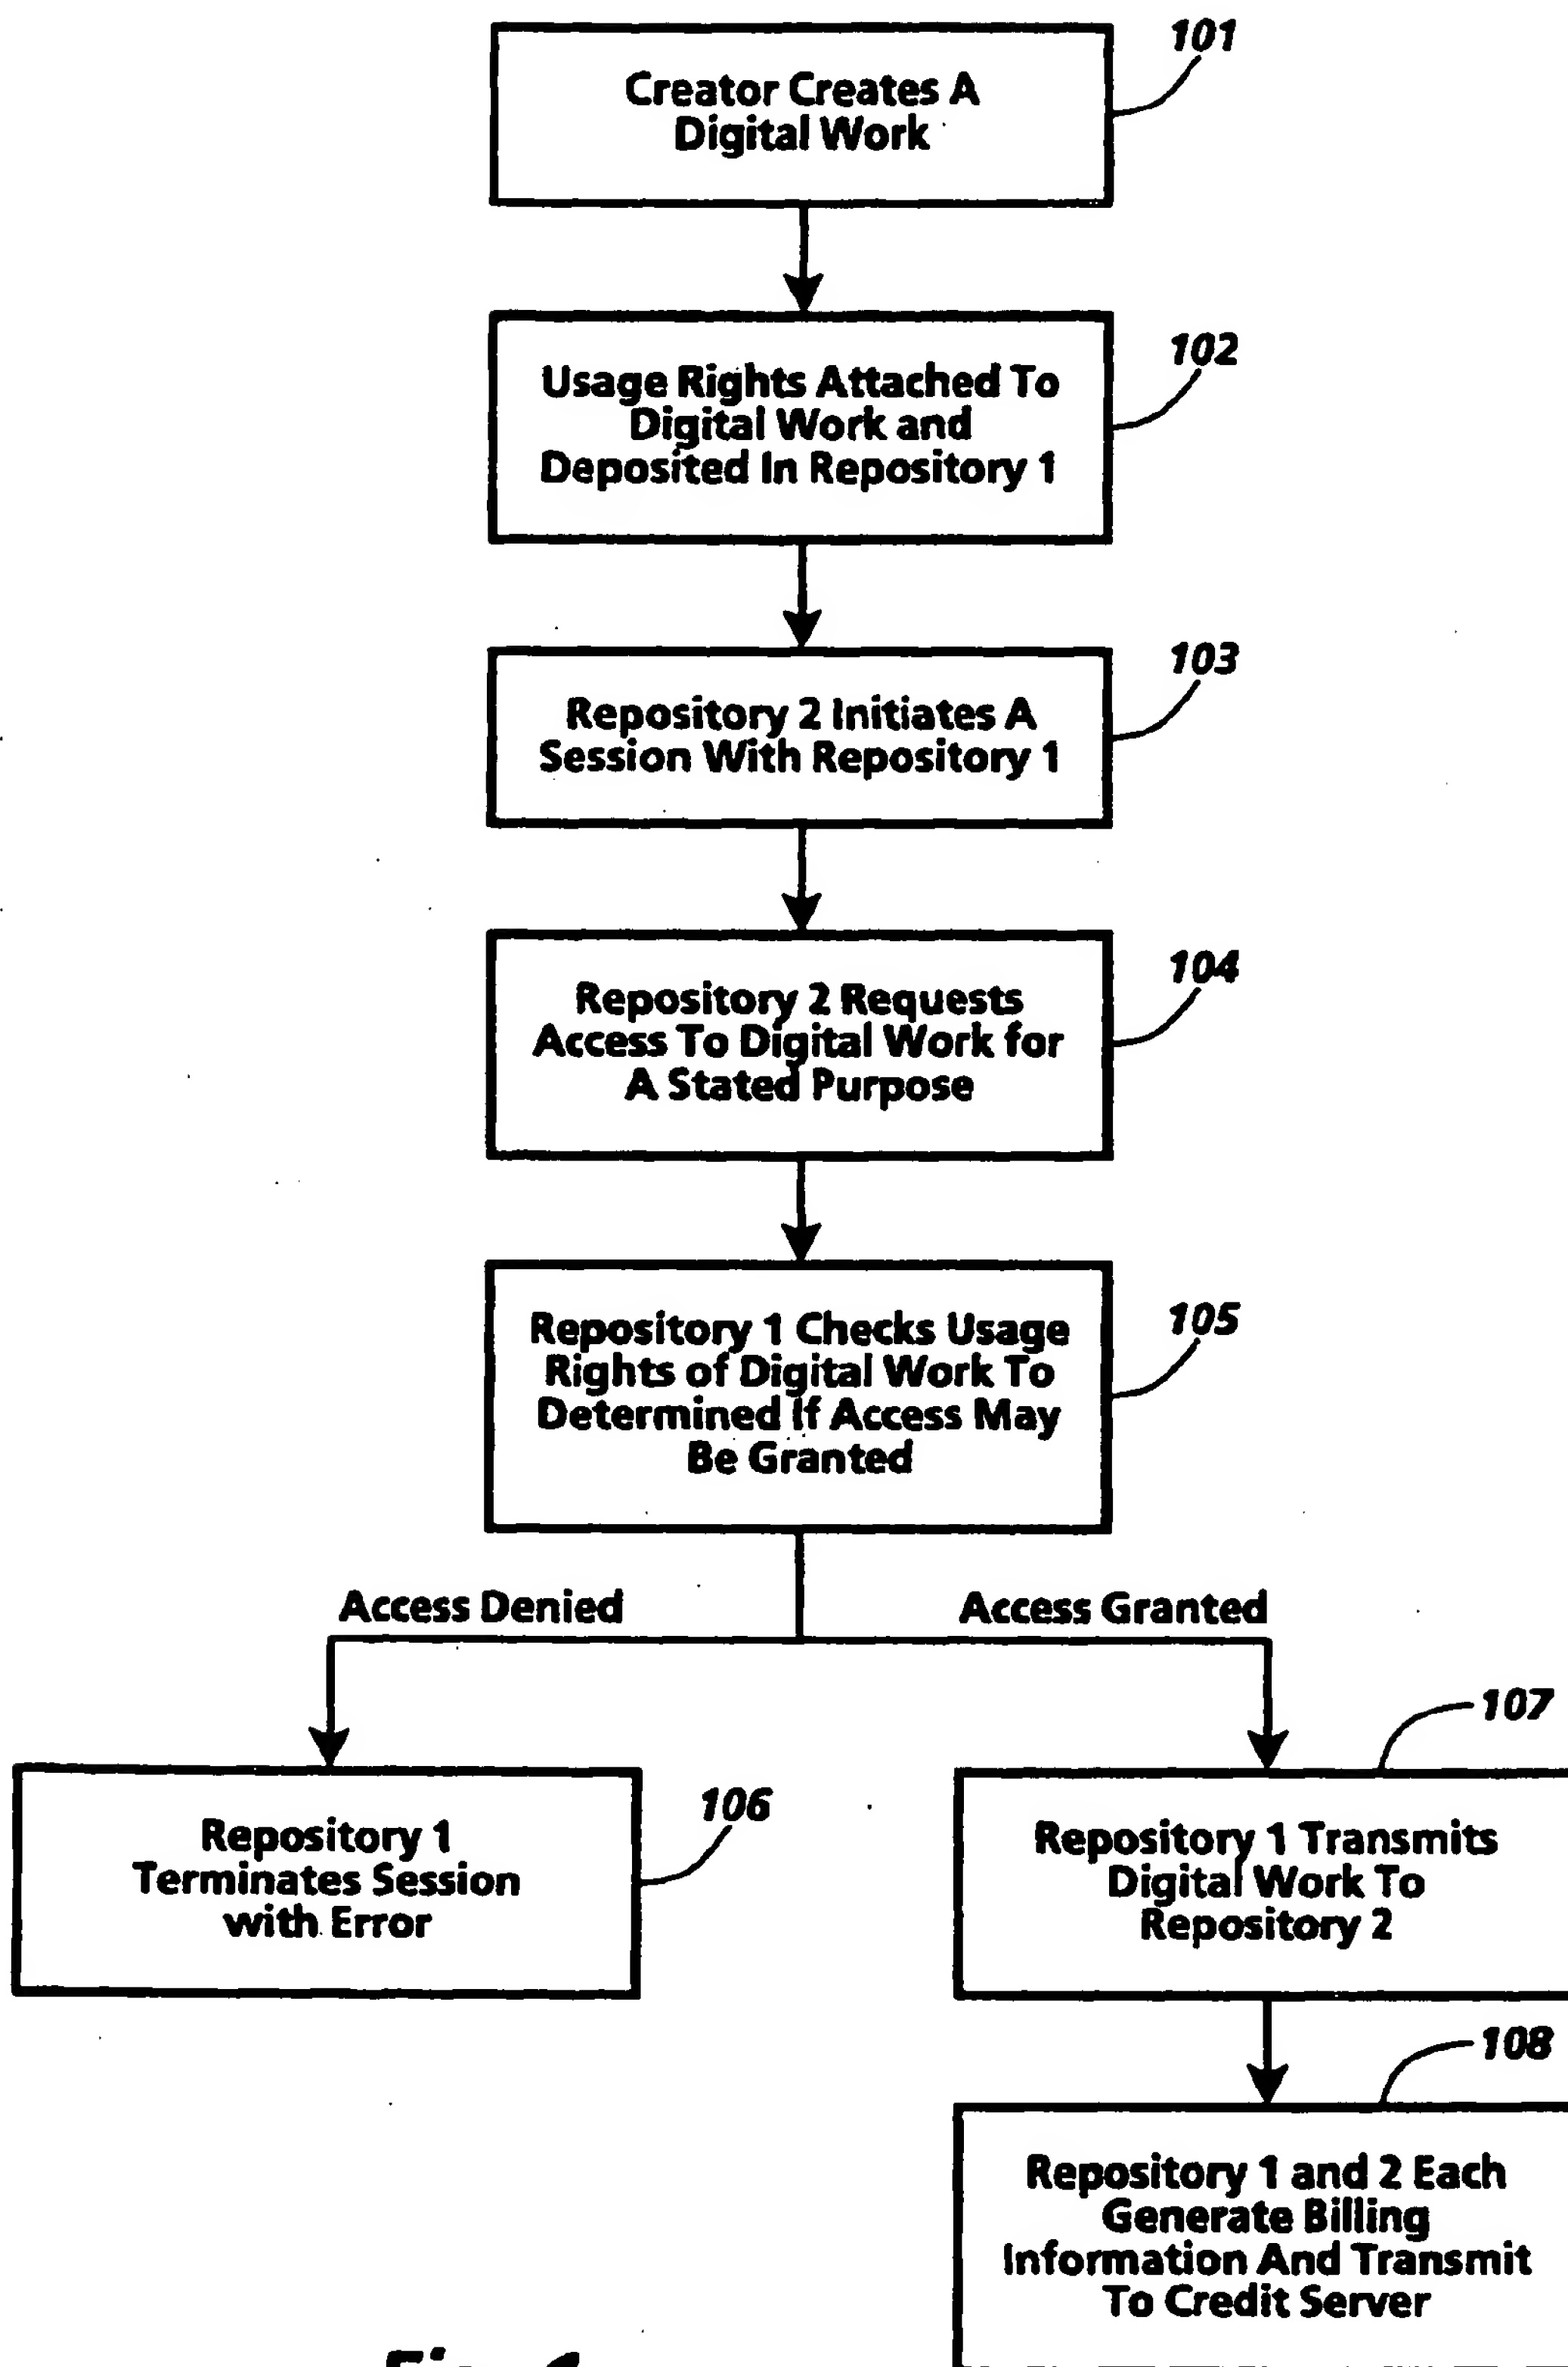 101
Creator Creates A
Digital Work
102
Usage Rights Attached To
Digital Work and
Deposited In Repository 1
103
Repository 2 Initiates A
Session With Repository 1
104
Repository 2 Requests
Access To Digital Work for
A Stated Purpose
105
Repository 1 Checks Usage
Rights of Digital Work To
Determined If Access May
Be Granted
Access Denied
Access Granted
106
Repository 1
Terminates Session
with Error
107
Repository 1 Transmits
Digital Work To
Repository 2
108
Repository 1 and 2 Each
Generate Billing
Information And Transmit
To Credit Server